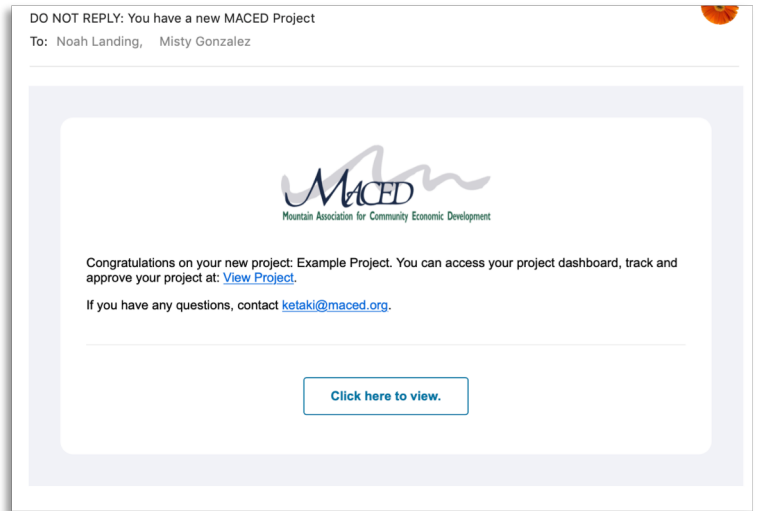 DO NOT REPLY: You have a new MACED Project
To: Noah Landing, Misty Gonzalez
MACED
Mountain Association for Community Economic Development
Congratulations on your new project: Example Project. You can access your project dashboard, track and
approve your project at: View Project.
If you have any questions, contact ketaki@maced.org.
Click here to view.